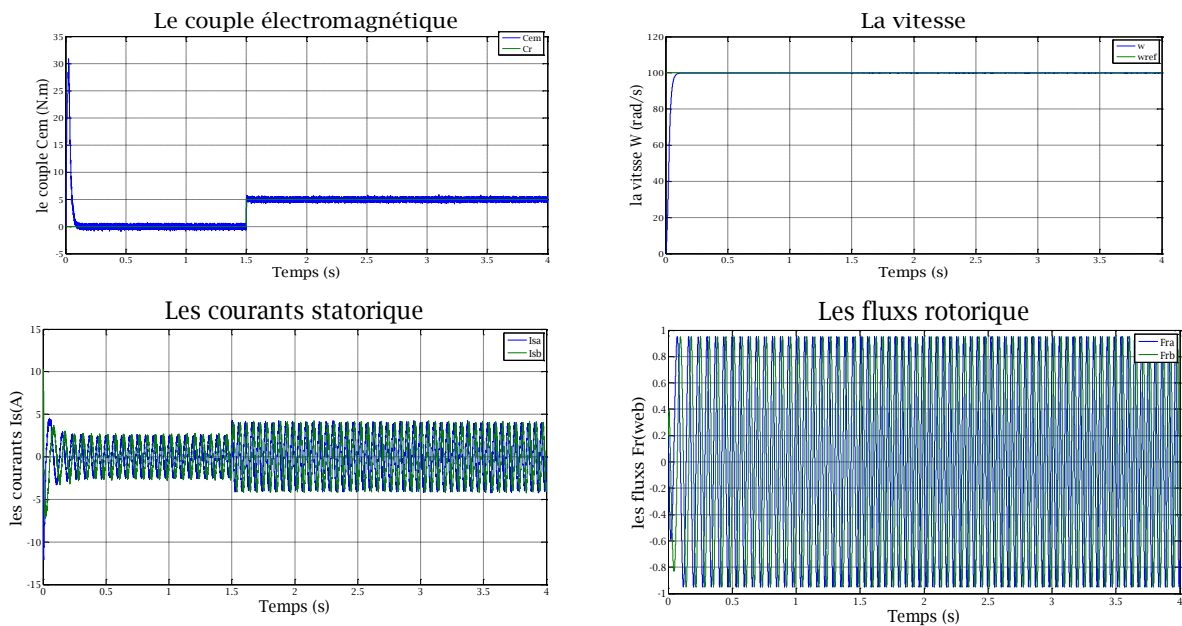 Le couple électromagnétique
Cem
Cr
35
30
25
20
15
10
5
0
-5
le couple Cem (N.m)
0 0.5 1 1.5 2 2.5 3 3.5 4
Temps (s)
La vitesse
w
wref
120
100
80
60
40
20
0
la vitsse W (rad/s)
0 0.5 1 1.5 2 2.5 3 3.5 4
Temps (s)
Les courants statorique
Isa
Isb
15
10
5
0
-5
-10
-15
les courants Is(A)
0 0.5 1 1.5 2 2.5 3 3.5 4
Temps (s)
Les fluxs rotorique
Fra
Frb
1
0.8
0.6
0.4
0.2
0
-0.2
-0.4
-0.6
-0.8
-1
les fluxs Fr(web)
0 0.5 1 1.5 2 2.5 3 3.5 4
Temps (s)